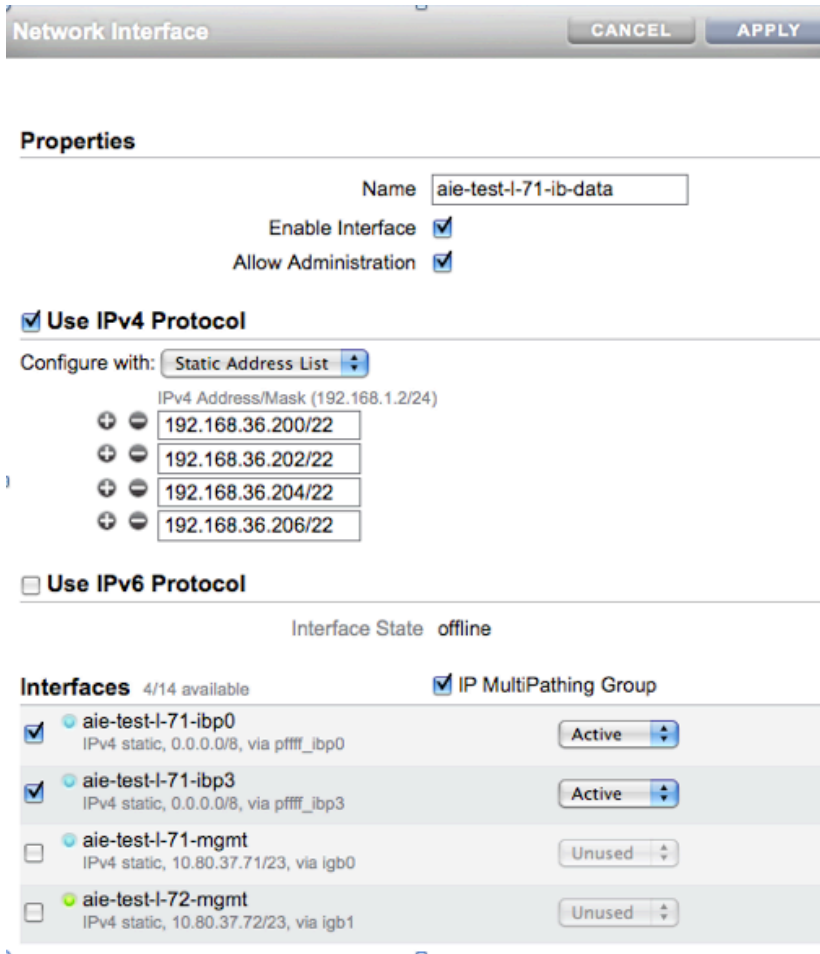 Network Interface CANCEL APPLY
Properties
Name aie-test-l-71-ib-data
Enable Interface
Allow Administration
Use IPv4 Protocol
Configure with: Static Address List
IPv4 Address/Mask (192.168.1.2/24)
192.168.36.200/22
192.168.36.202/22
192.168.36.204/22
192.168.36.206/22
Use IPv6 Protocol
Interface State offline
Interfaces 4/14 available IP MultiPathing Group
aie-test-l-71-ibp0
IPv4 static, 0.0.0.0/8, via pffff_ibp0
Active
aie-test-l-71-ibp3
IPv4 static, 0.0.0.0/8, via pffff_ibp3
Active
aie-test-l-71-mgmt
IPv4 static, 10.80.37.71/23, via igb0
Unused
aie-test-l-72-mgmt
IPv4 static, 10.80.37.72/23, via igb1
Unused